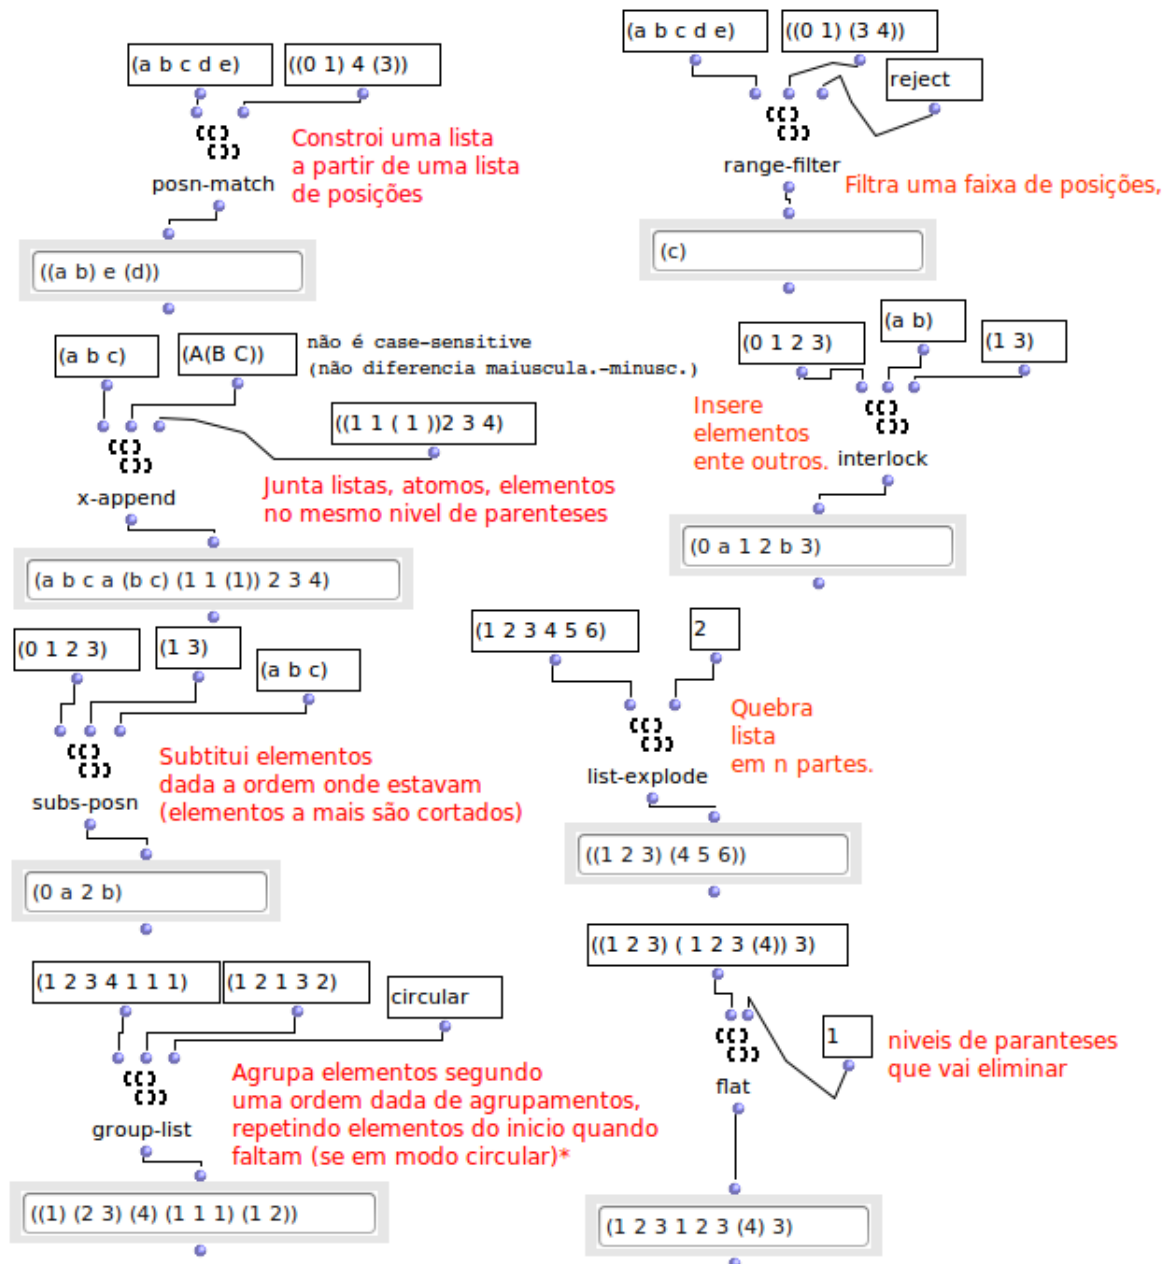 (a b c d e)
((0 1) 4 (3))
Constroi uma lista
a partir de uma lista
de posições
posn-match
((a b) e (d))
(a b c)
(A(B C))
não é case-sensitive
(não diferencia maiuscula.-minusc.)
((1 1 ( 1 ))2 3 4)
Junta listas, atomos, elementos
no mesmo nivel de parenteses
x-append
(a b c a (b c) (1 1 (1)) 2 3 4)
(0 1 2 3)
(1 3)
(a b c)
Subtitui elementos
dada a ordem onde estavam
(elementos a mais são cortados)
subs-posn
(0 a 2 b)
(1 2 3 4 1 1 1)
(1 2 1 3 2)
circular
Agrupa elementos segundo
uma ordem dada de agrupamentos,
repetindo elementos do inicio quando
faltam (se em modo circular)*
group-list
((1) (2 3) (4) (1 1 1) (1 2))
(a b c d e)
((0 1) (3 4))
reject
range-filter
Filtra uma faixa de posições,
(c)
(0 1 2 3)
(a b)
(1 3)
Insere
elementos
ente outros.
interlock
(0 a 1 2 b 3)
(1 2 3 4 5 6)
2
Quebra
lista
em n partes.
list-explode
((1 2 3) (4 5 6))
((1 2 3) ( 1 2 3 (4)) 3)
1
niveis de paranteses
que vai eliminar
flat
(1 2 3 1 2 3 (4) 3)